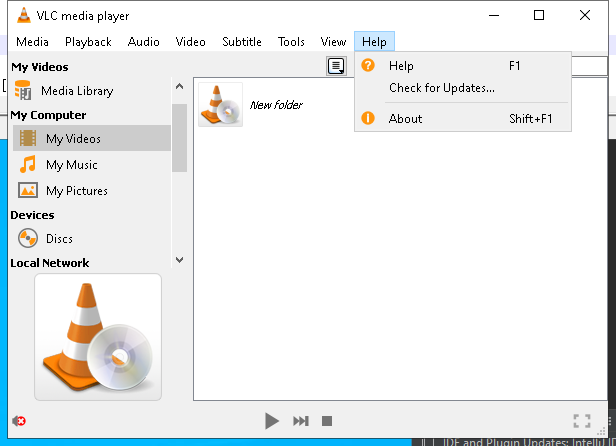 VLC media player
Media Playback Audio Video Subtitle Tools View Help
My Videos
Media Library
My Computer
My Videos
My Music
My Pictures
Devices
Discs
Local Network
New folder
Help F1
Check for Updates...
About Shift+F1
IDE and Plugin Updates: IntelliJ